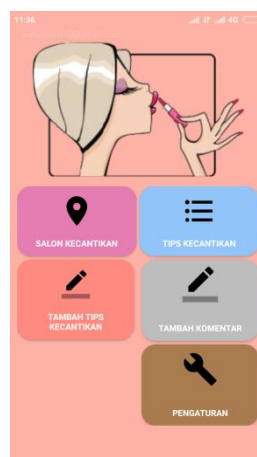 11:36
4G
SALON KECANTIKAN
TIPS KECANTIKAN
TAMBAH TIPS
KECANTIKAN
TAMBAH KOMENTAR
PENGATURAN